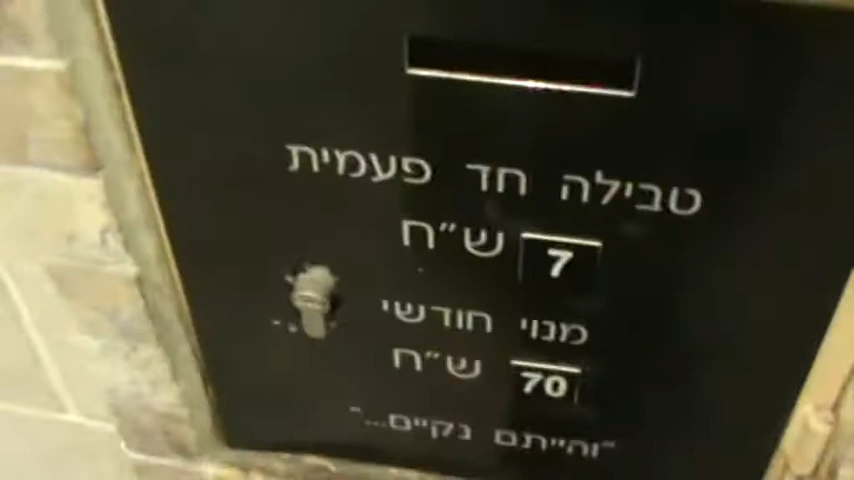 טבילה חד פעמית
7 ש״ח
מנוי חודשי
70 ש״ח
"והייתם נקיים..."